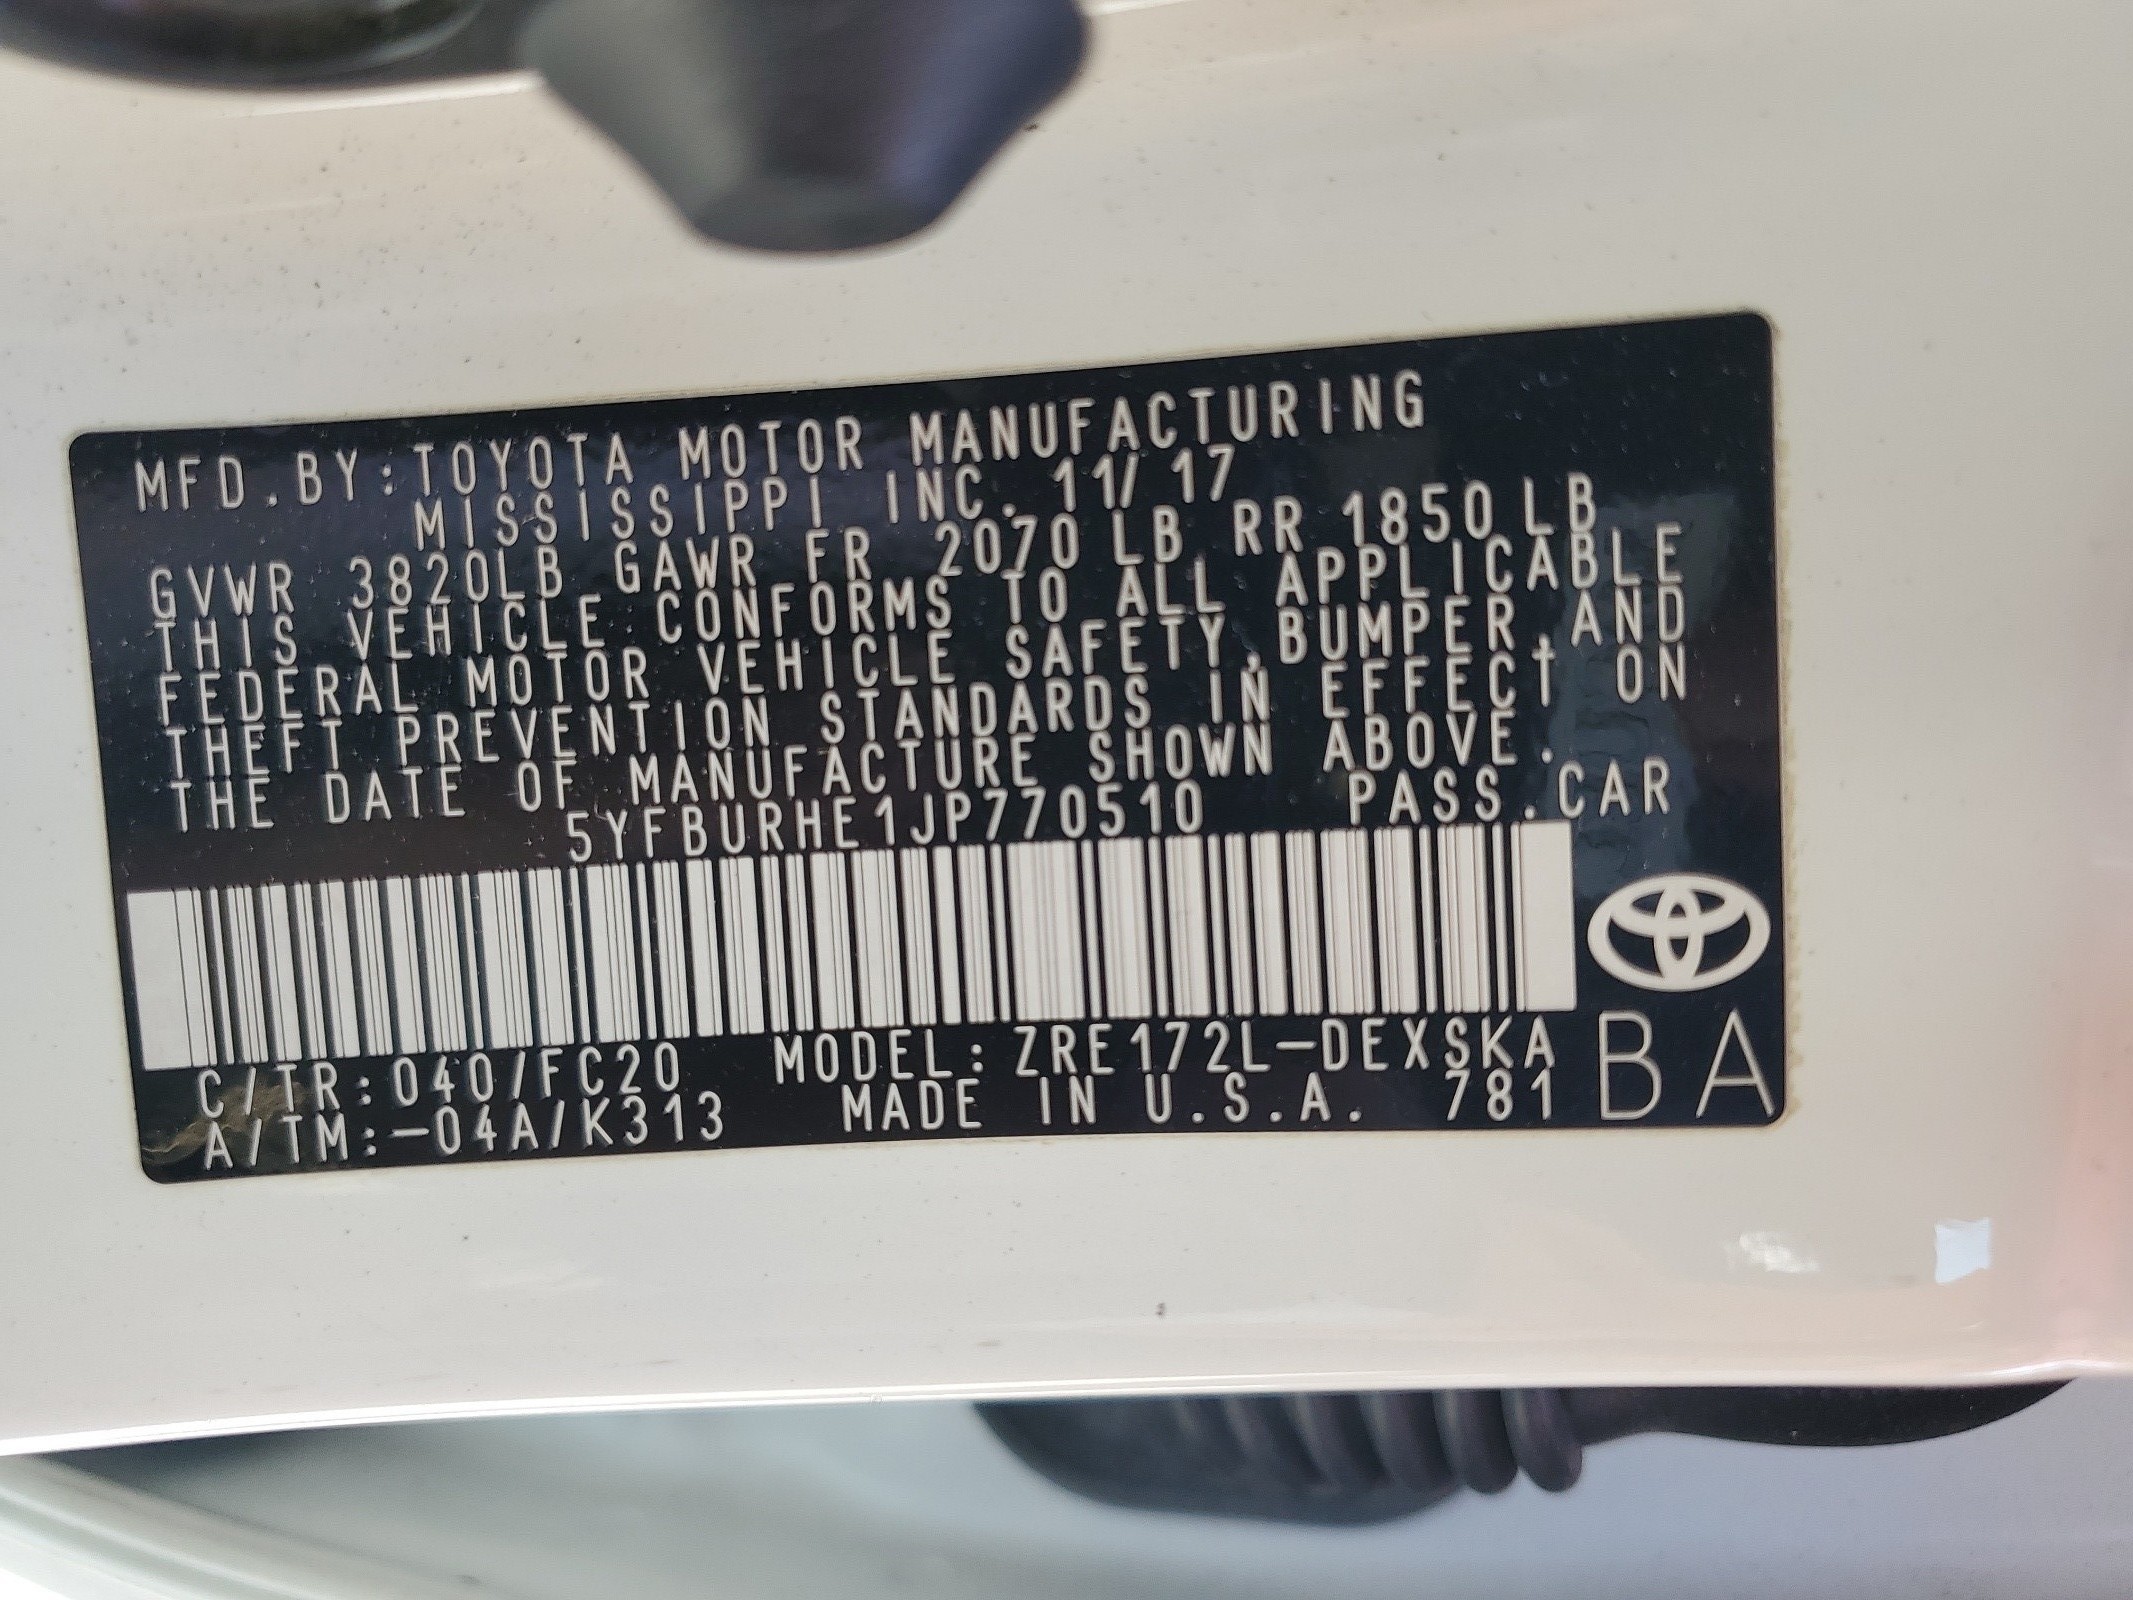 MFD.BY:TOYOTA MOTOR MANUFACTURING
MISSISSIPPI INC. 11/17
GVWR 3820LB GAWR FR 2070 LB RR 1850 LB
THIS VEHICLE CONFORMS TO ALL APPLICABLE
FEDERAL MOTOR VEHICLE SAFETY,BUMPER,AND
THEFT PREVENTION STANDARDS IN EFFECT ON
THE DATE OF MANUFACTURE SHOWN ABOVE.
5YFBURHE1JP770510 PASS.CAR
C/TR:040/FC20 MODEL:ZRE172L-DEXSKA
A/TM:-04A/K313 MADE IN U.S.A. 781
BA